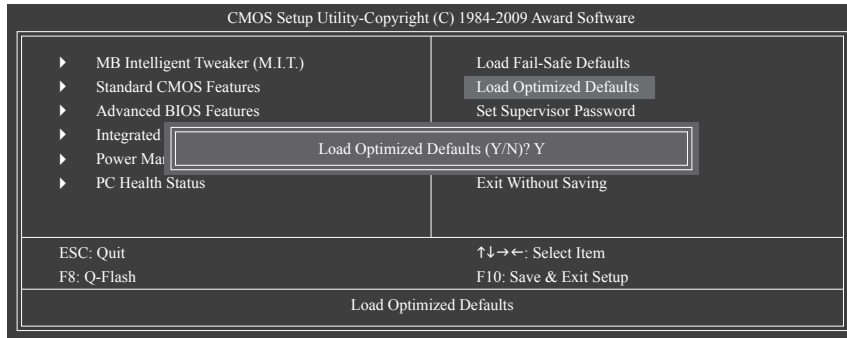 CMOS Setup Utility-Copyright (C) 1984-2009 Award Software
MB Intelligent Tweaker (M.I.T.)
Standard CMOS Features
Advanced BIOS Features
Integrated
Power Mar
PC Health Status
Load Fail-Safe Defaults
Load Optimized Defaults
Set Supervisor Password
Exit Without Saving
Load Optimized Defaults (Y/N)? Y
ESC: Quit
F8: Q-Flash
↑↓→←: Select Item
F10: Save & Exit Setup
Load Optimized Defaults